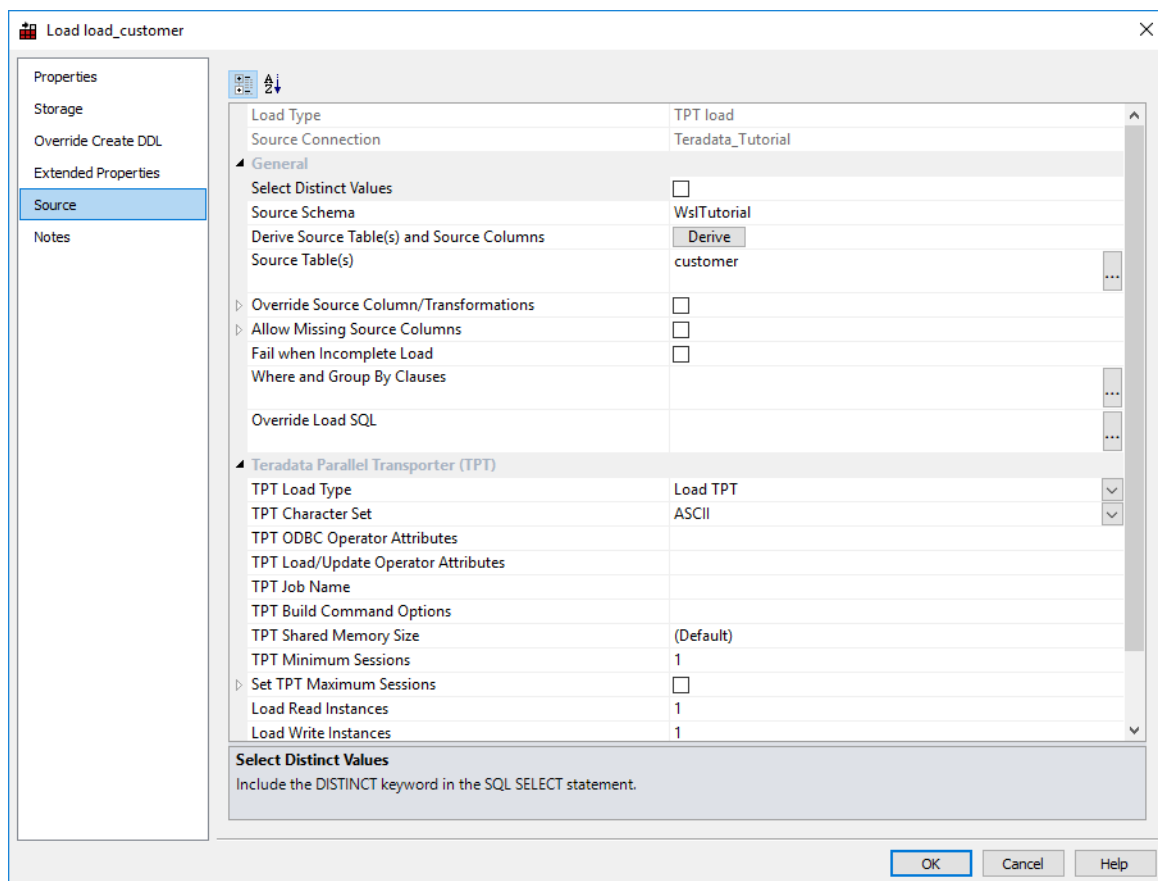 Load load_customer
Properties
Storage
Override Create DDL
Extended Properties
Source
Notes
Load Type TPT load
Source Connection Teradata_Tutorial
General
Select Distinct Values
Source Schema WslTutorial
Derive Source Table(s) and Source Columns Derive
Source Table(s) customer
...
Override Source Column/Transformations
Allow Missing Source Columns
Fail when Incomplete Load
Where and Group By Clauses
...
Override Load SQL
...
Teradata Parallel Transporter (TPT)
TPT Load Type Load TPT
TPT Character Set ASCII
TPT ODBC Operator Attributes
TPT Load/Update Operator Attributes
TPT Job Name
TPT Build Command Options
TPT Shared Memory Size (Default)
TPT Minimum Sessions 1
Set TPT Maximum Sessions
Load Read Instances 1
Load Write Instances 1
Select Distinct Values
Include the DISTINCT keyword in the SQL SELECT statement.
OK Cancel Help